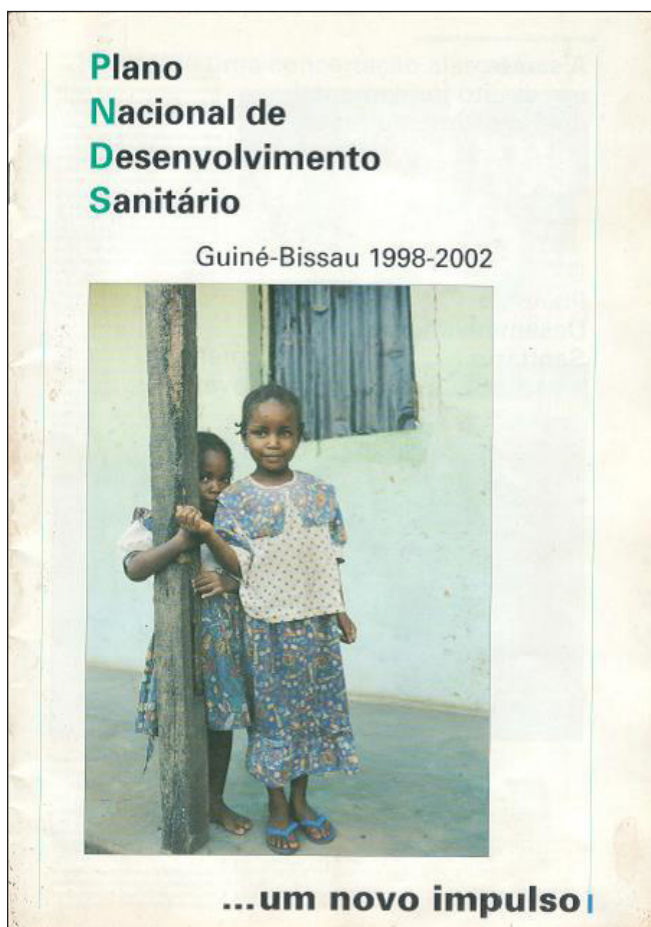 Plano
Nacional de
Desenvolvimento
Sanitário
Guiné-Bissau 1998-2002
...um novo impulso